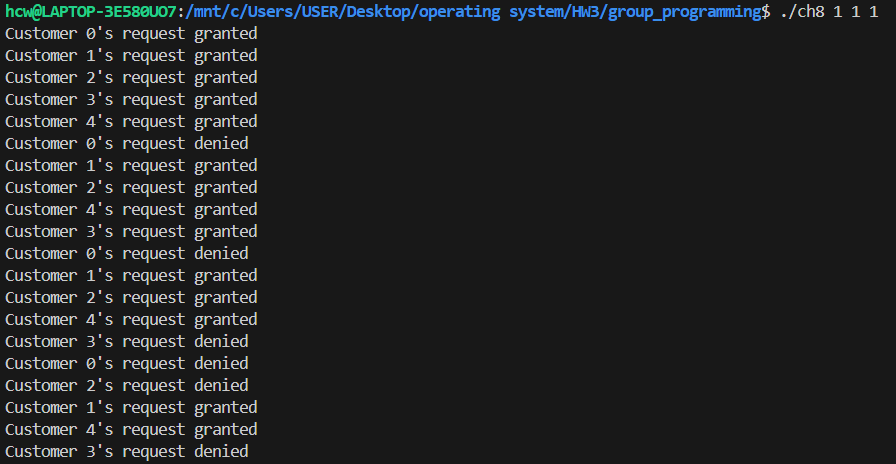 hcw@LAPTOP-3E580UO7:/mnt/c/Users/USER/Desktop/operating system/HW3/group_programming$ ./ch8 1 1 1
Customer 0's request granted
Customer 1's request granted
Customer 2's request granted
Customer 3's request granted
Customer 4's request granted
Customer 0's request denied
Customer 1's request granted
Customer 2's request granted
Customer 4's request granted
Customer 3's request granted
Customer 0's request denied
Customer 1's request granted
Customer 2's request granted
Customer 4's request granted
Customer 3's request denied
Customer 0's request denied
Customer 2's request denied
Customer 1's request granted
Customer 4's request granted
Customer 3's request denied